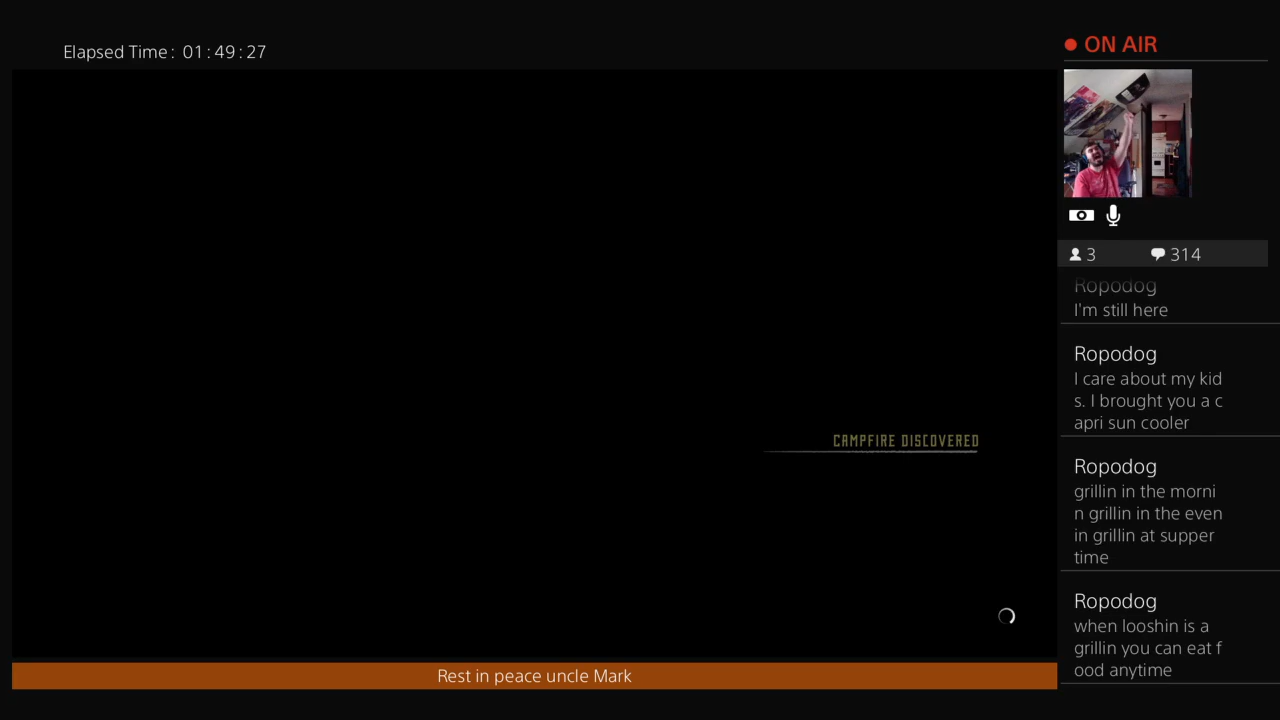 Elapsed Time: 01:49:27
ON AIR
3 314
Ropodog
I'm still here
Ropodog
I care about my kid
s. I brought you a c
apri sun cooler
CAMPFIRE DISCOVERED
Ropodog
grillin in the morni
n grillin in the even
in grillin at supper
time
Ropodog
when looshin is a
grillin you can eat f
ood anytime
Rest in peace uncle Mark